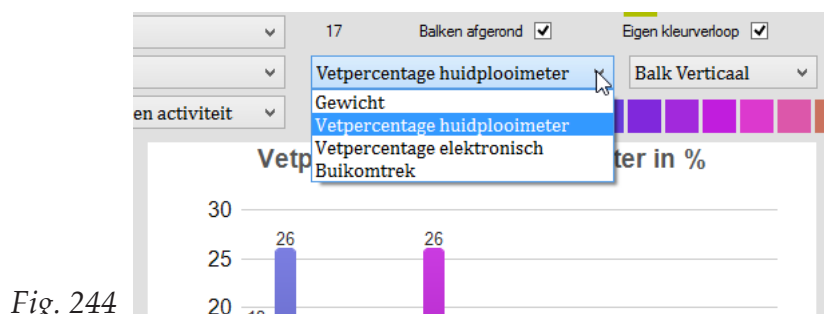 17 Balken afgerond Eigen kleurverloop
Vetpercentage huidplooimeter Balk Verticaal
en activiteit
Gewicht
Vetpercentage huidplooimeter
Vetpercentage elektronisch
Buikomtrek
Vetp ter in %
30
26 26
25
20
Fig. 244